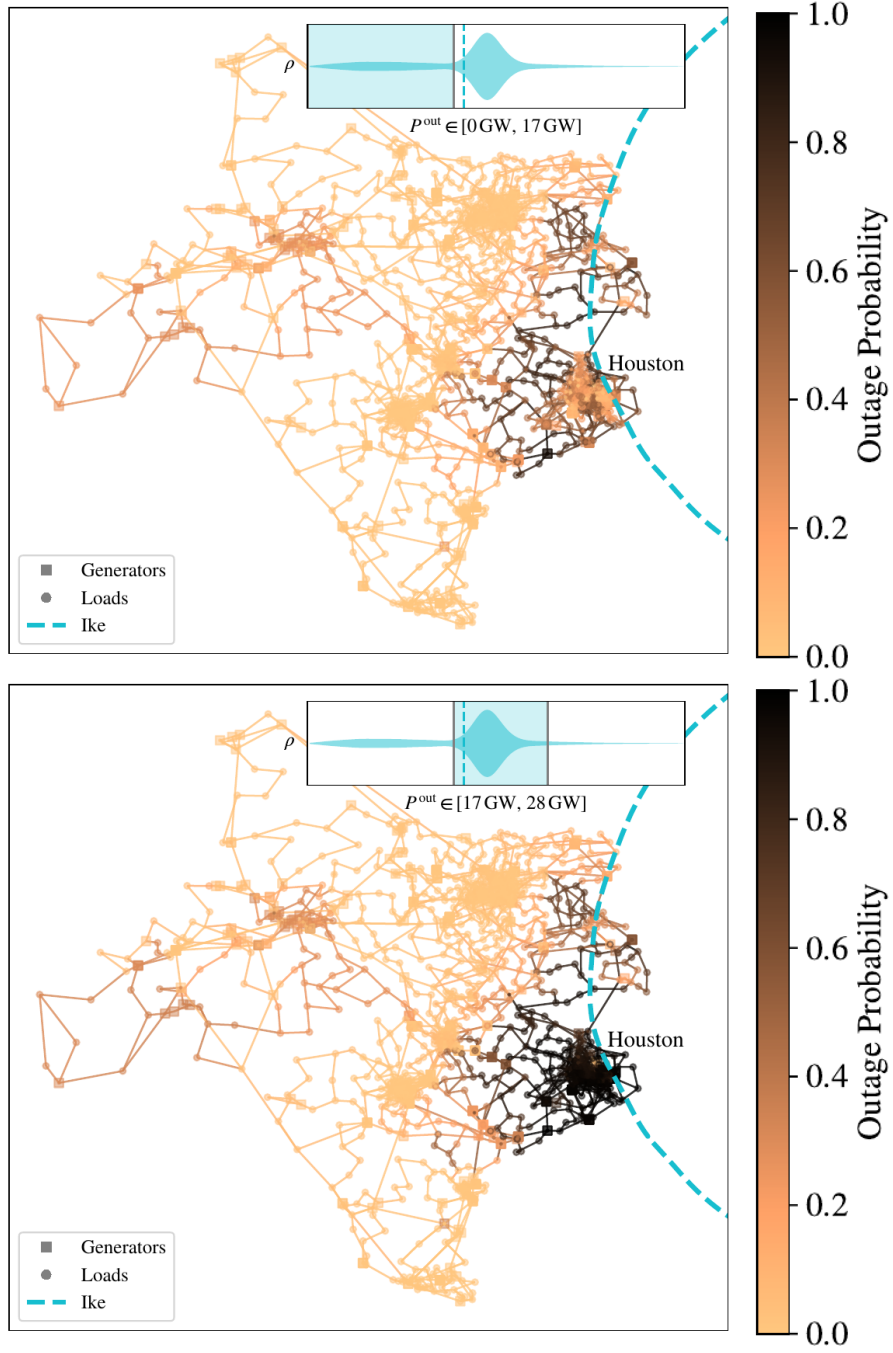 ρ
P^out ∈ [0 GW, 17 GW]
Houston
Generators
Loads
Ike
1.0
0.8
0.6
0.4
0.2
0.0
Outage Probability
ρ
P^out ∈ [17 GW, 28 GW]
Houston
Generators
Loads
Ike
1.0
0.8
0.6
0.4
0.2
0.0
Outage Probability